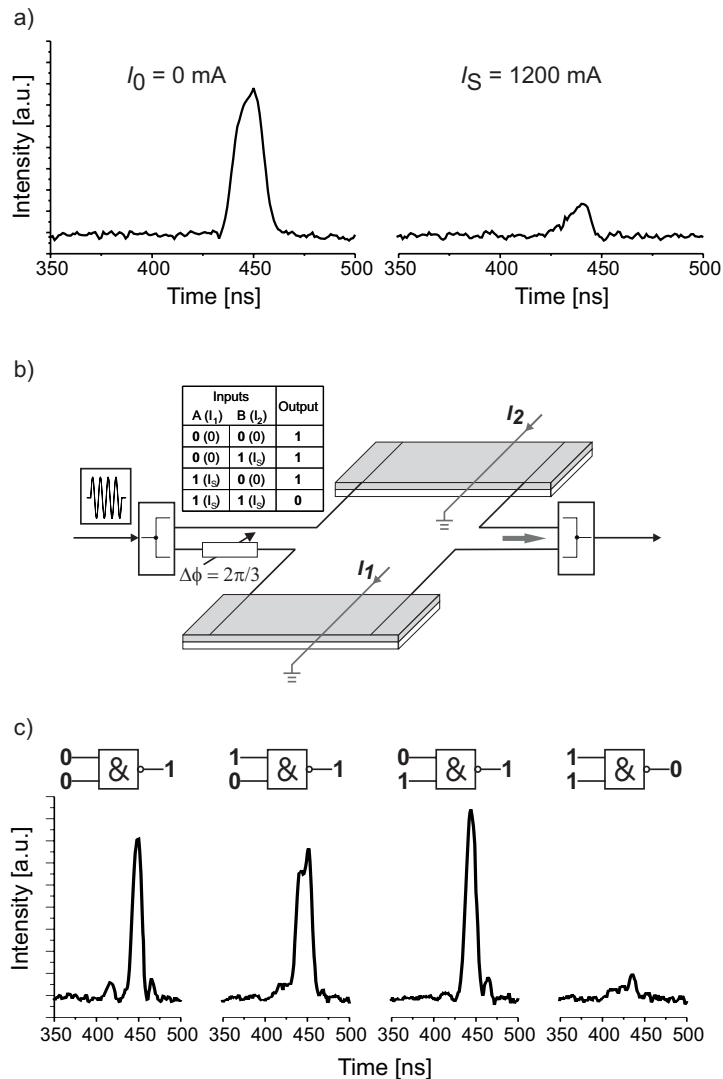 a)
I0 = 0 mA
IS = 1200 mA
Intensity [a.u.]
350 400 450 500
350 400 450 500
Time [ns]
Time [ns]
b)
Inputs Output
A (I1) B (I2)
0 (0) 0 (0) 1
0 (0) 1 (IS) 1
1 (IS) 0 (0) 1
1 (IS) 1 (IS) 0
I2
Δϕ = 2π/3
I1
c)
0 0 & 1
1 0 & 1
0 1 & 1
1 1 & 0
Intensity [a.u.]
350 400 450 500
350 400 450 500
350 400 450 500
350 400 450 500
Time [ns]